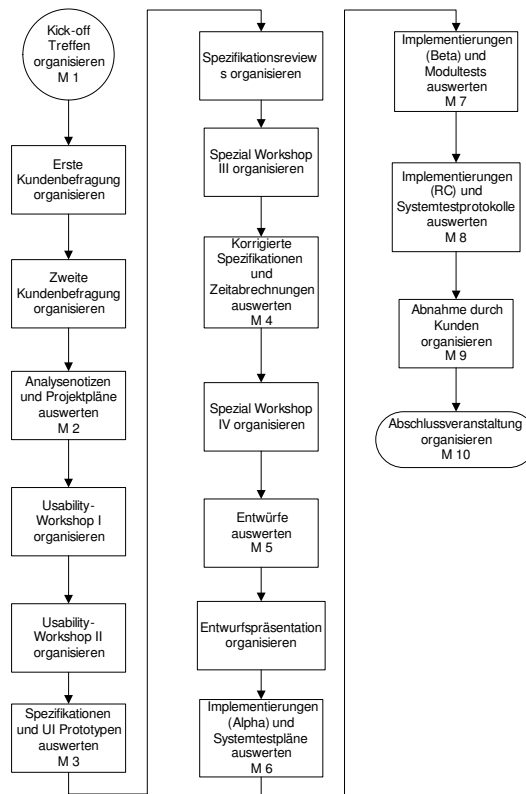 Kick-off
Treffen
organisieren
M 1
Erste
Kundenbefragung
organisieren
Zweite
Kundenbefragung
organisieren
Analysenotizen
und Projektpläne
auswerten
M 2
Usability-
Workshop I
organisieren
Usability-
Workshop II
organisieren
Spezifikationen
und UI Prototypen
auswerten
M 3
Spezifikationsreview
s organisieren
Spezial Workshop
III organisieren
Korrigierte
Spezifikationen
und
Zeitabrechnungen
auswerten
M 4
Spezial Workshop
IV organisieren
Entwürfe
auswerten
M 5
Entwurfspräsentation
organisieren
Implementierungen
(Alpha) und
Systemtestpläne
auswerten
M 6
Implementierungen
(Beta) und
Modultests
auswerten
M 7
Implementierungen
(RC) und
Systemtestprotokolle
auswerten
M 8
Abnahme durch
Kunden
organisieren
M 9
Abschlussveranstaltung
organisieren
M 10